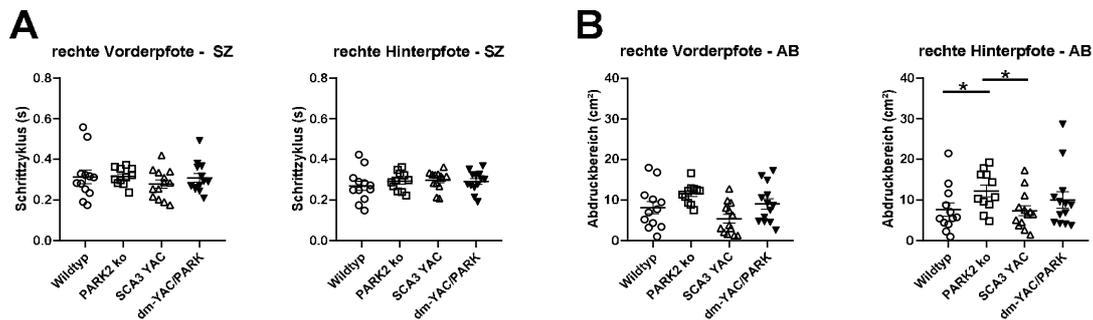 A
B
rechte Vorderpfote - SZ
rechte Hinterpfote - SZ
rechte Vorderpfote - AB
rechte Hinterpfote - AB
Schrittzyklus (s)
0.8
0.6
0.4
0.2
0.0
Wildtyp
PARK2 ko
SCA3 YAC
dm-YAC/PARK
Schrittzyklus (s)
0.8
0.6
0.4
0.2
0.0
Wildtyp
PARK2 ko
SCA3 YAC
dm-YAC/PARK
Abdruckbereich (cm²)
40
30
20
10
0
Wildtyp
PARK2 ko
SCA3 YAC
dm-YAC/PARK
Abdruckbereich (cm²)
40
30
20
10
0
* *
Wildtyp
PARK2 ko
SCA3 YAC
dm-YAC/PARK